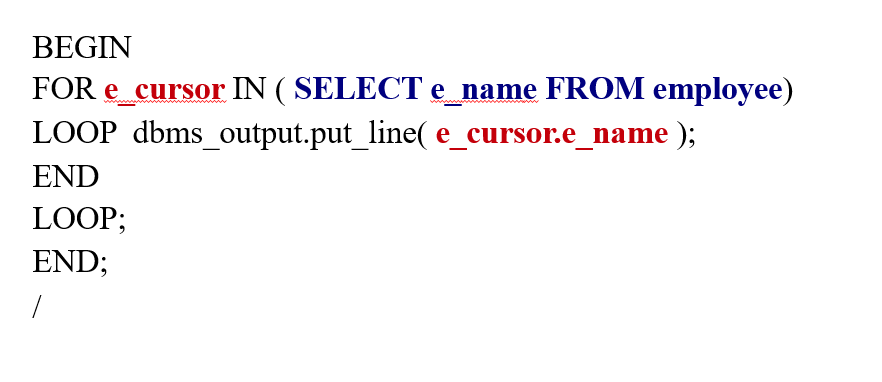 BEGIN
FOR e_cursor IN ( SELECT e_name FROM employee)
LOOP dbms_output.put_line( e_cursor.e_name );
END
LOOP;
END;
/